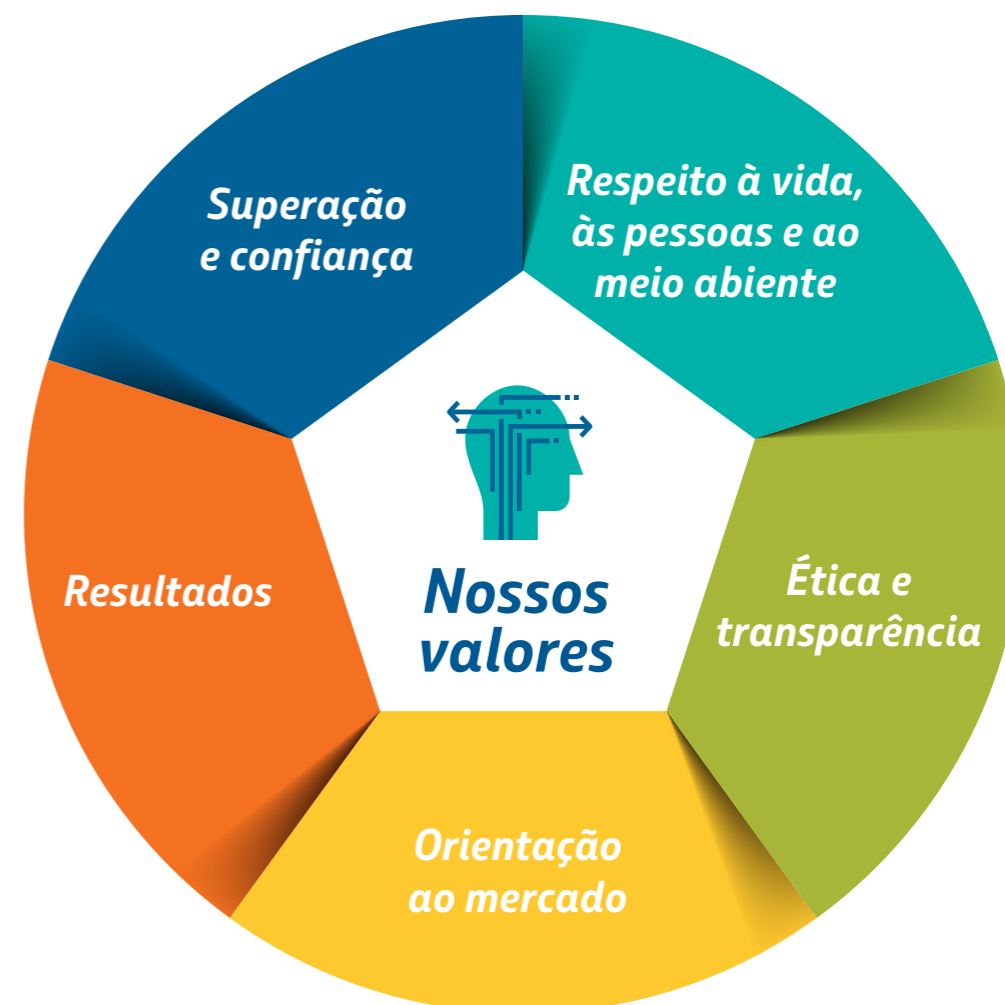 Superação
e confiança
Respeito à vida,
às pessoas e ao
meio abiente
Resultados
Nossos
valores
Ética e
transparência
Orientação
ao mercado